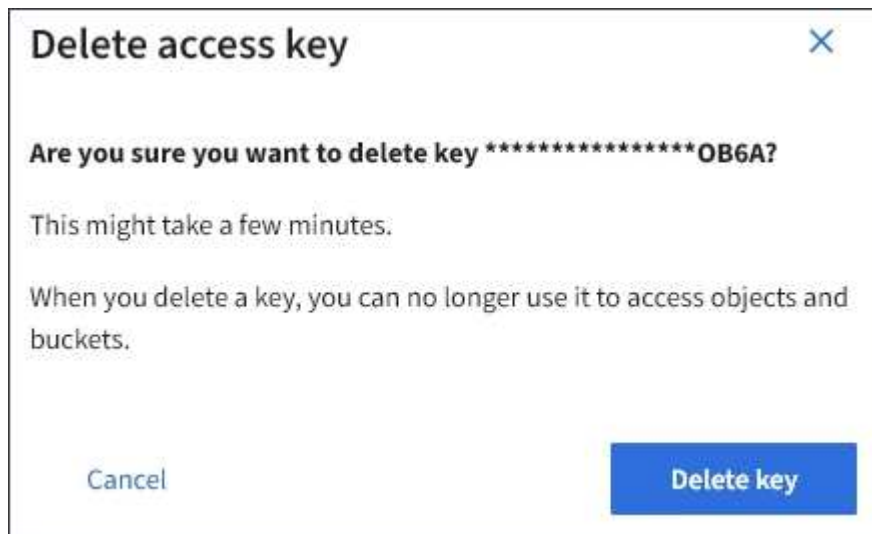 Delete access key
Are you sure you want to delete key ****************OB6A?
This might take a few minutes.
When you delete a key, you can no longer use it to access objects and
buckets.
Cancel
Delete key